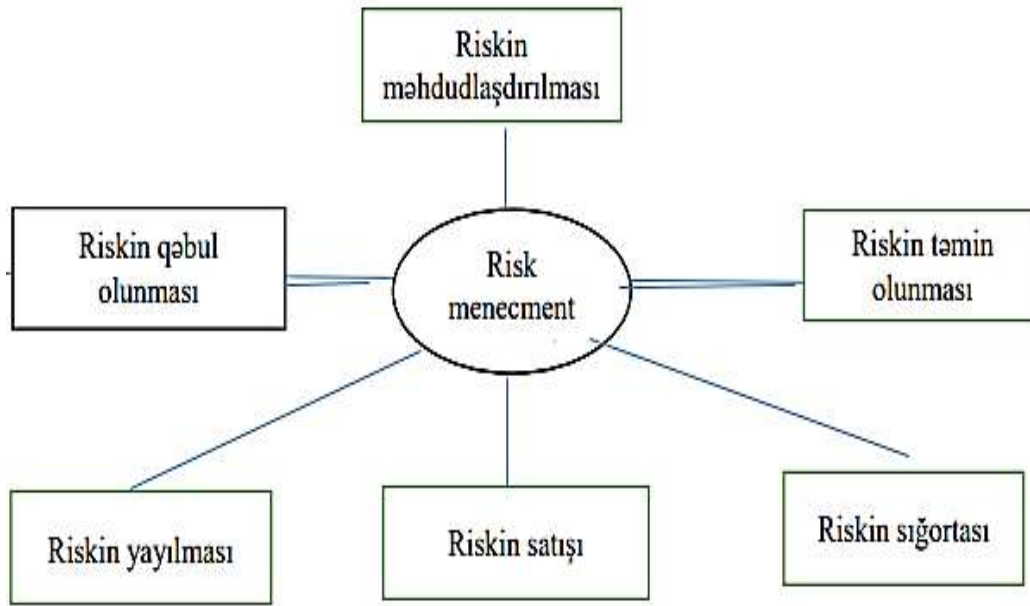 Riskin
məhdudlaşdırılması
Riskin qəbul
olunması
Risk
menecment
Riskin təmin
olunması
Riskin yayılması
Riskin satışı
Riskin sığortası